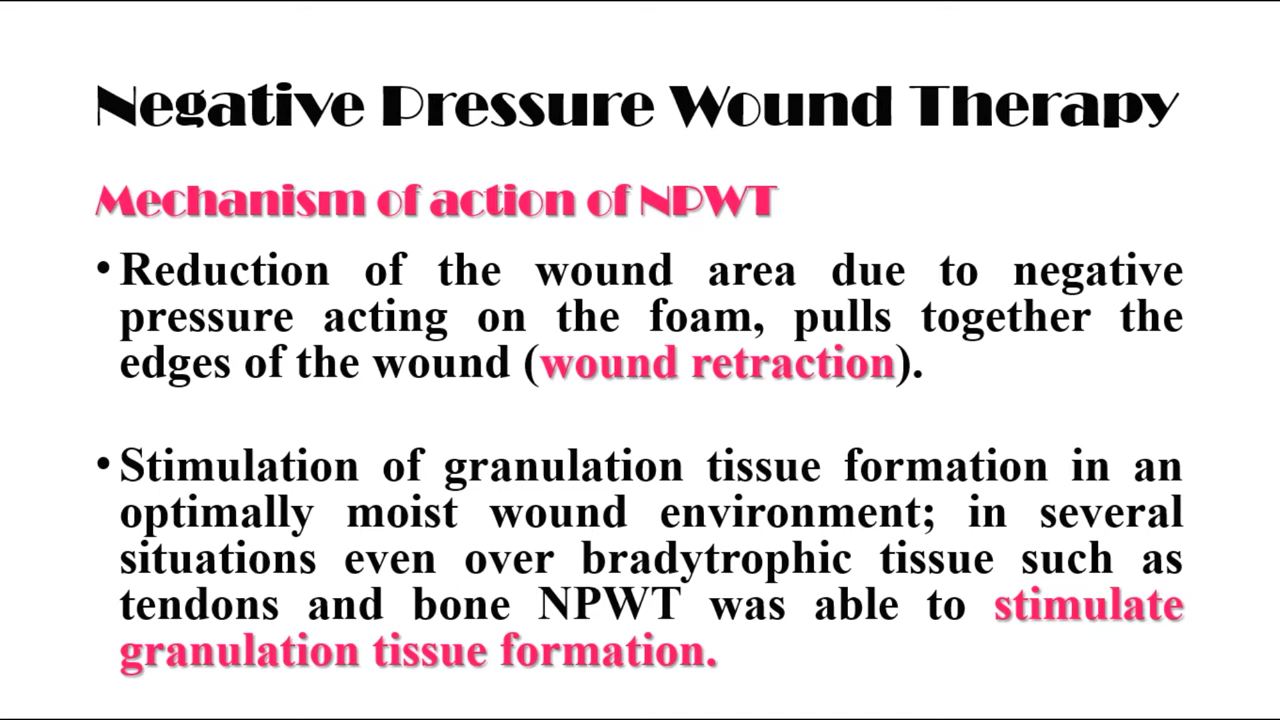 Negative Pressure Wound Therapy
Mechanism of action of NPWT
• Reduction of the wound area due to negative
pressure acting on the foam, pulls together the
edges of the wound (wound retraction).
• Stimulation of granulation tissue formation in an
optimally moist wound environment; in several
situations even over bradytrophic tissue such as
tendons and bone NPWT was able to stimulate
granulation tissue formation.